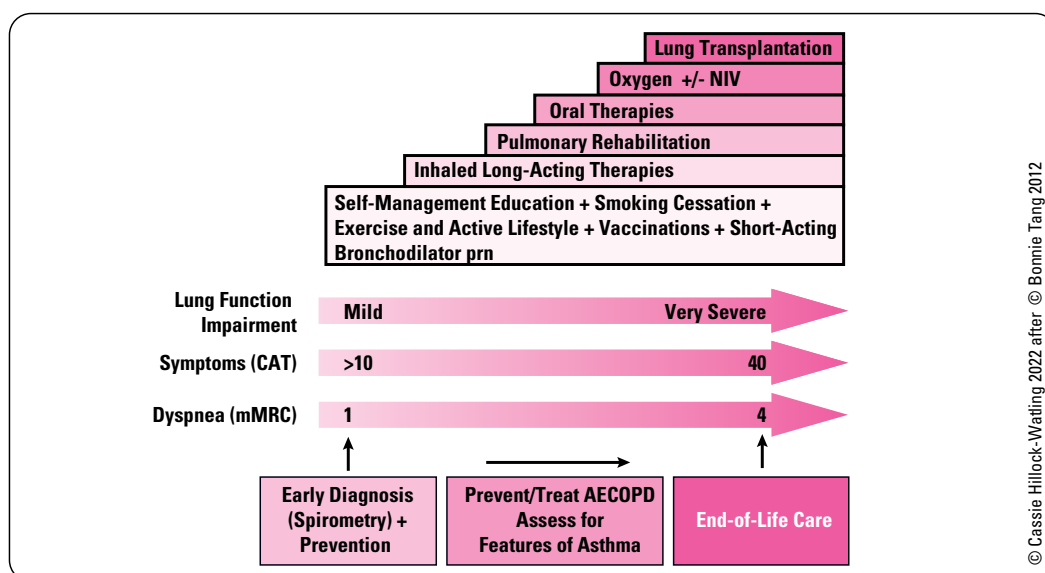 Lung Transplantation
Oxygen +/- NIV
Oral Therapies
Pulmonary Rehabilitation
Inhaled Long-Acting Therapies
Self-Management Education + Smoking Cessation +
Exercise and Active Lifestyle + Vaccinations + Short-Acting
Bronchodilator prn
Lung Function
Impairment
Mild
Very Severe
Symptoms (CAT)
>10
40
Dyspnea (mMRC)
1
4
Early Diagnosis
(Spirometry) +
Prevention
Prevent/Treat AECOPD
Assess for
Features of Asthma
End-of-Life Care
© Cassie Hillock-Watling 2022 after © Bonnie Tang 2012